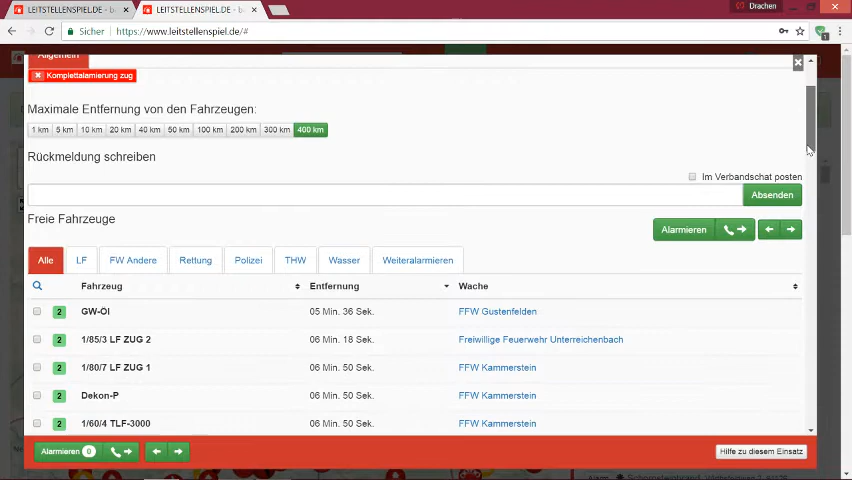 LEITSTELLENSPIEL.DE - ba
LEITSTELLENSPIEL.DE - ba
Drachen
Sicher
https://www.leitstellenspiel.de/#
1
Allgemein
Komplettalamierung zug
Maximale Entfernung von den Fahrzeugen:
1 km 5 km 10 km 20 km 40 km 50 km 100 km 200 km 300 km 400 km
Rückmeldung schreiben
Im Verbandschat posten
Absenden
Freie Fahrzeuge
Alarmieren
Alle LF FW Andere Rettung Polizei THW Wasser Weiteralarmieren
Fahrzeug Entfernung Wache
2 GW-Öl 05 Min. 36 Sek. FFW Gustenfelden
2 1/85/3 LF ZUG 2 06 Min. 18 Sek. Freiwillige Feuerwehr Unterreichenbach
2 1/80/7 LF ZUG 1 06 Min. 50 Sek. FFW Kammerstein
2 Dekon-P 06 Min. 50 Sek. FFW Kammerstein
2 1/60/4 TLF-3000 06 Min. 50 Sek. FFW Kammerstein
Alarmieren 0
Hilfe zu diesem Einsatz